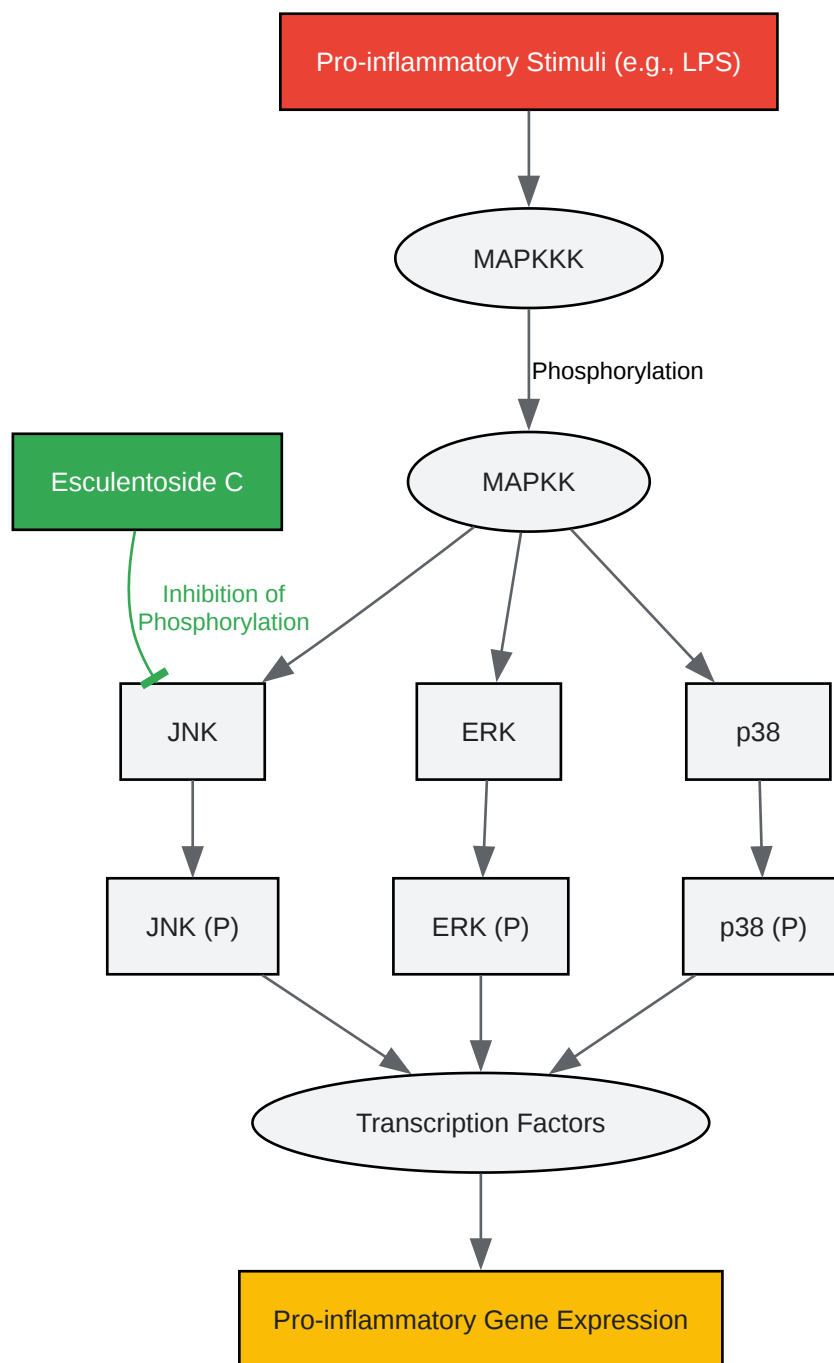 Pro-inflammatory Stimuli (e.g., LPS)
MAPKKK
Phosphorylation
Esculentoside C
MAPKK
Inhibition of
Phosphorylation
JNK
ERK
p38
JNK (P)
ERK (P)
p38 (P)
Transcription Factors
Pro-inflammatory Gene Expression